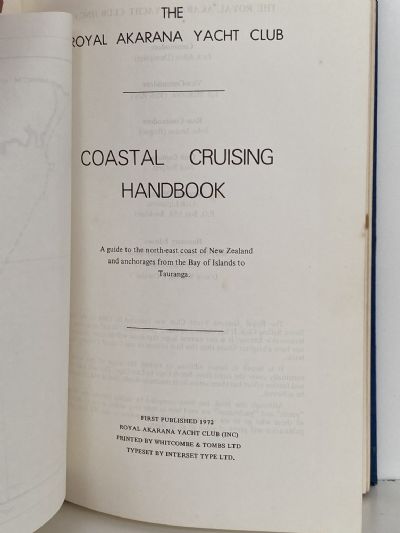 THE
ROYAL AKARANA YACHT CLUB
COASTAL CRUISING
HANDBOOK
A guide to the north-east coast of New Zealand
and anchorages from the Bay of Islands to
Tauranga.
FIRST PUBLISHED 1972
ROYAL AKARANA YACHT CLUB (INC)
PRINTED BY WHITCOMBE & TOMBS LTD
TYPESET BY INTERSET TYPE LTD.